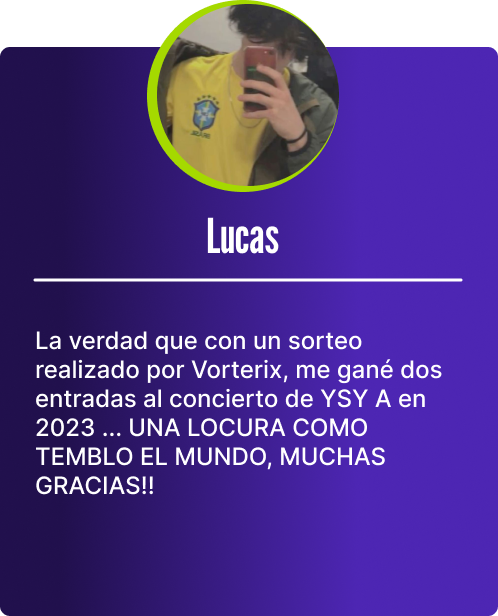 Lucas
La verdad que con un sorteo
realizado por Vorterix, me gané dos
entradas al concierto de YSY A en
2023 ... UNA LOCURA COMO
TEMBLO EL MUNDO, MUCHAS
GRACIAS!!